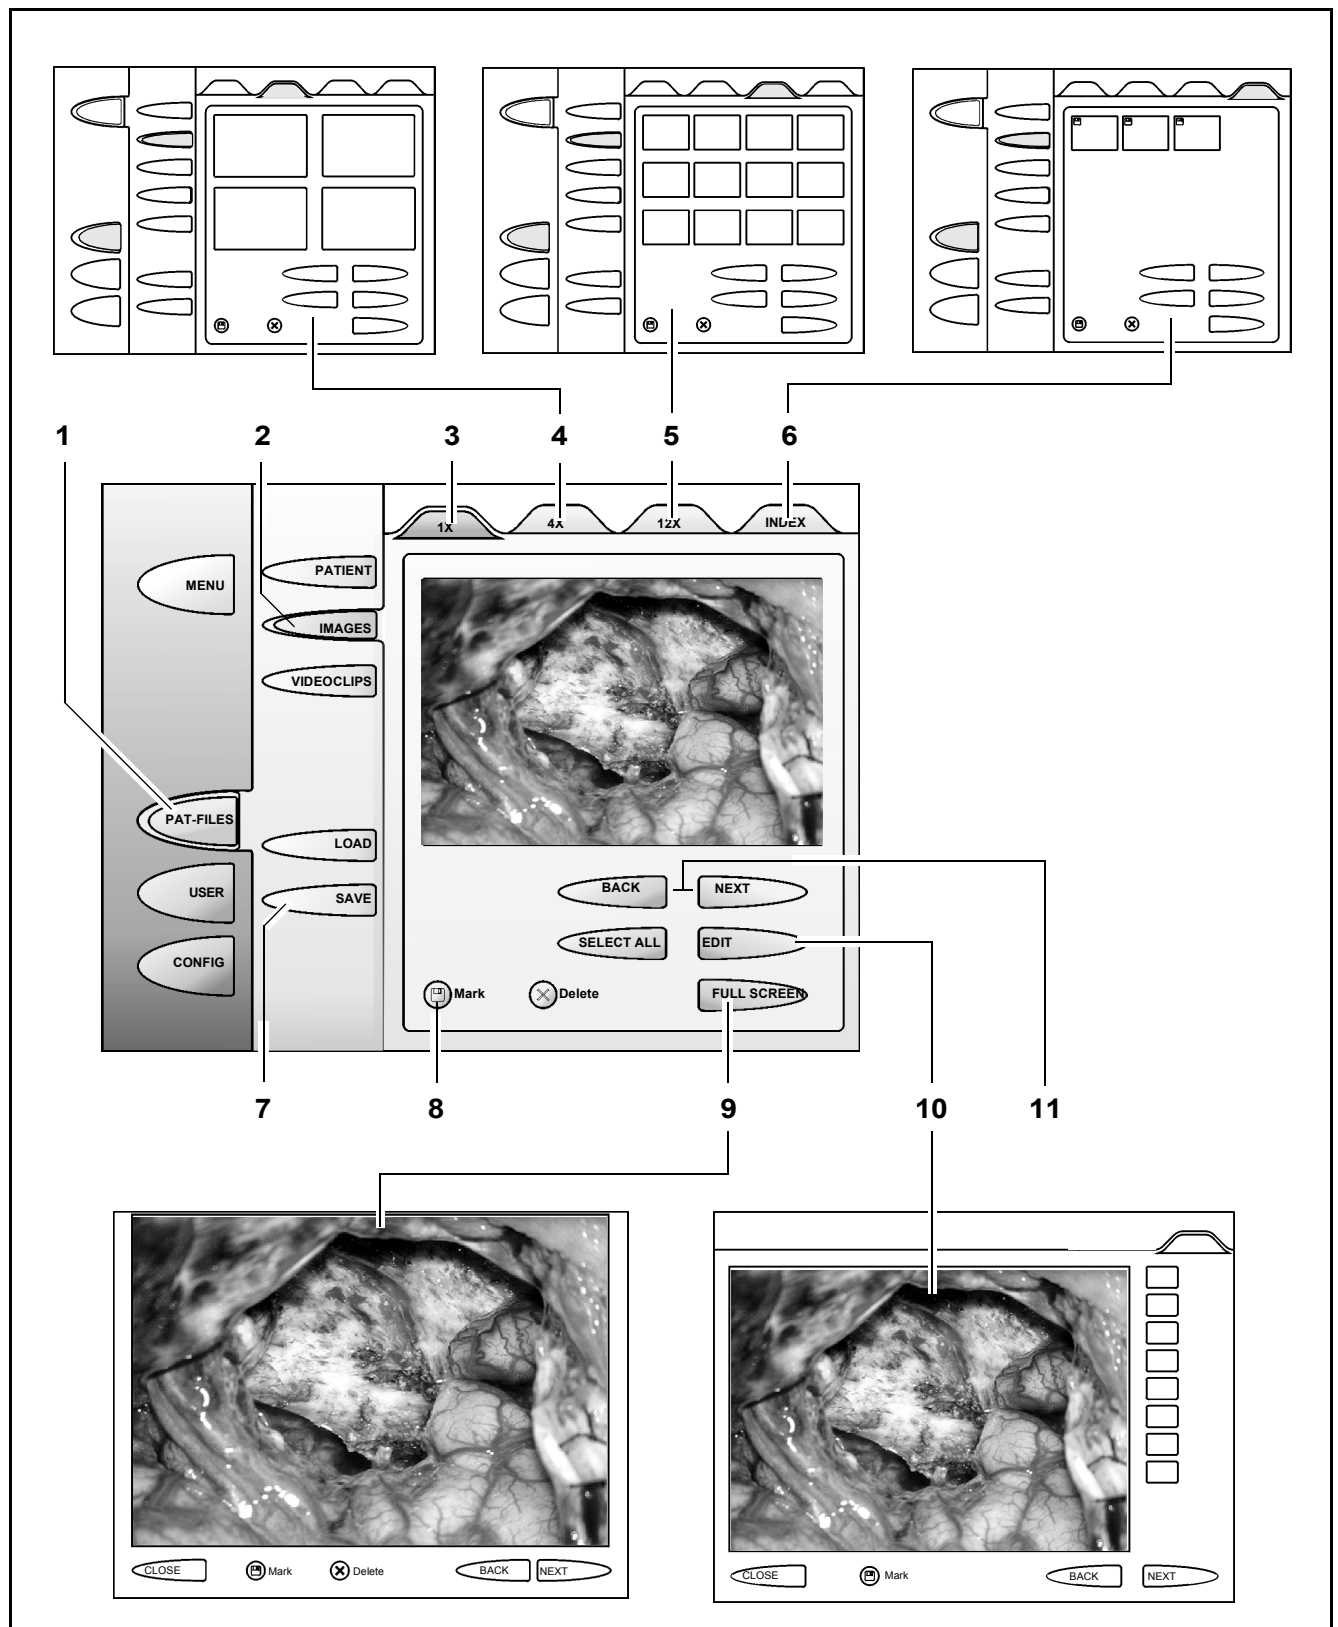 1 2 3 4 5 6
1X 4X 12X INDEX
MENU
PATIENT
IMAGES
VIDEOCLIPS
PAT-FILES
LOAD
USER
SAVE
CONFIG
BACK NEXT
SELECT ALL EDIT
Mark Delete FULL SCREEN
7 8 9 10 11
CLOSE Mark Delete BACK NEXT
CLOSE Mark BACK NEXT